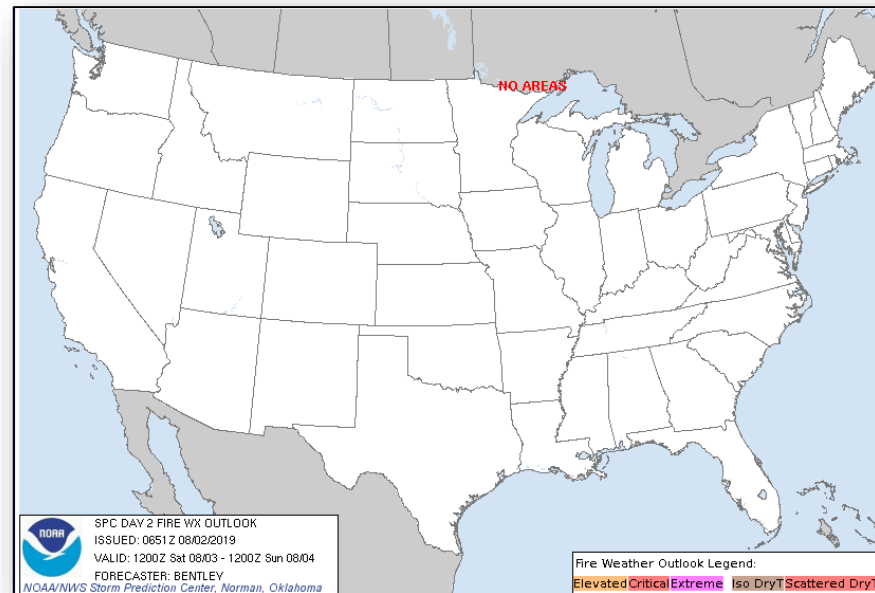 NO AREAS
NOAA
SPC DAY 2 FIRE WX OUTLOOK
ISSUED: 0651Z 08/02/2019
VALID: 1200Z Sat 08/03 - 1200Z Sun 08/04
FORECASTER: BENTLEY
NOAA/NWS Storm Prediction Center, Norman, Oklahoma
Fire Weather Outlook Legend:
Elevated Critical Extreme Iso DryT Scattered DryT